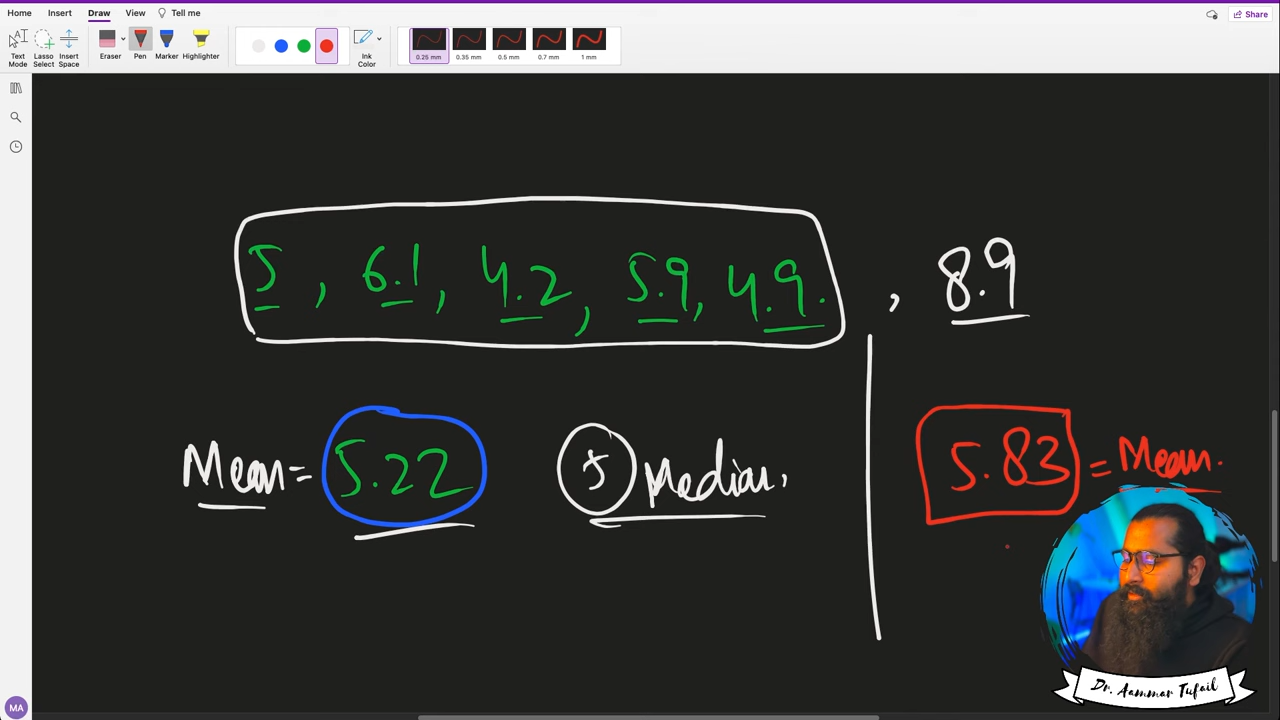 Home Insert Draw View Tell me
Share
Text Mode
Lasso Select
Insert Space
Eraser
Pen
Marker
Highlighter
Ink Color
0.25 mm
0.35 mm
0.5 mm
0.7 mm
1 mm
5, 6.1, 4.2, 5.9, 4.9. , 8.9
Mean = 5.22
5 Median,
5.83 = Mean.
Dr. Aammar Tufail
MA